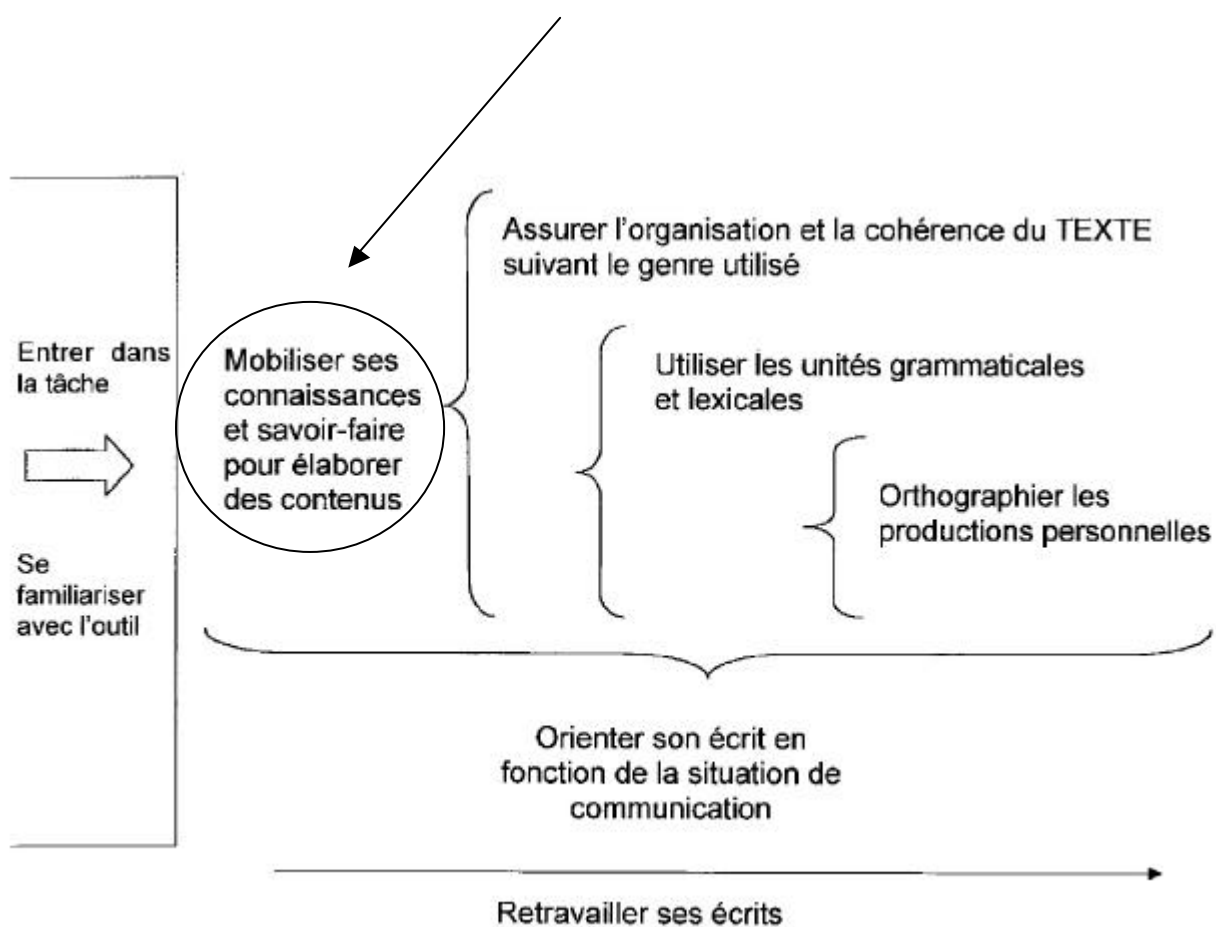 Entrer dans
la tâche
Se
familiariser
avec l'outil
Mobiliser ses
connaissances
et savoir-faire
pour élaborer
des contenus
Assurer l'organisation et la cohérence du TEXTE
suivant le genre utilisé
Utiliser les unités grammaticales
et lexicales
Orthographier les
productions personnelles
Orienter son écrit en
fonction de la situation de
communication
Retravailler ses écrits